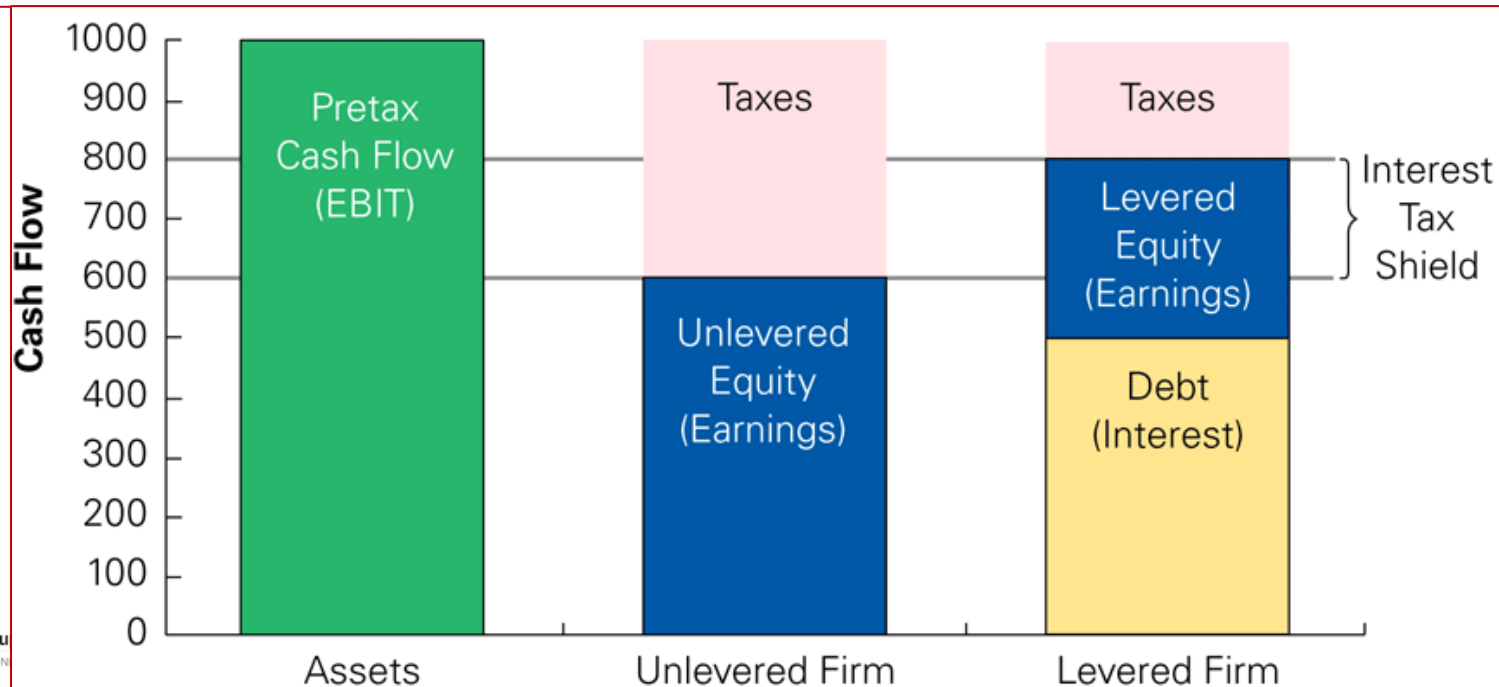 1000
900
800
700
600
500
400
300
200
100
0
Cash Flow
Pretax
Cash Flow
(EBIT)
Taxes
Unlevered
Equity
(Earnings)
Taxes
Levered
Equity
(Earnings)
Debt
(Interest)
Interest
Tax
Shield
Assets
Unlevered Firm
Levered Firm